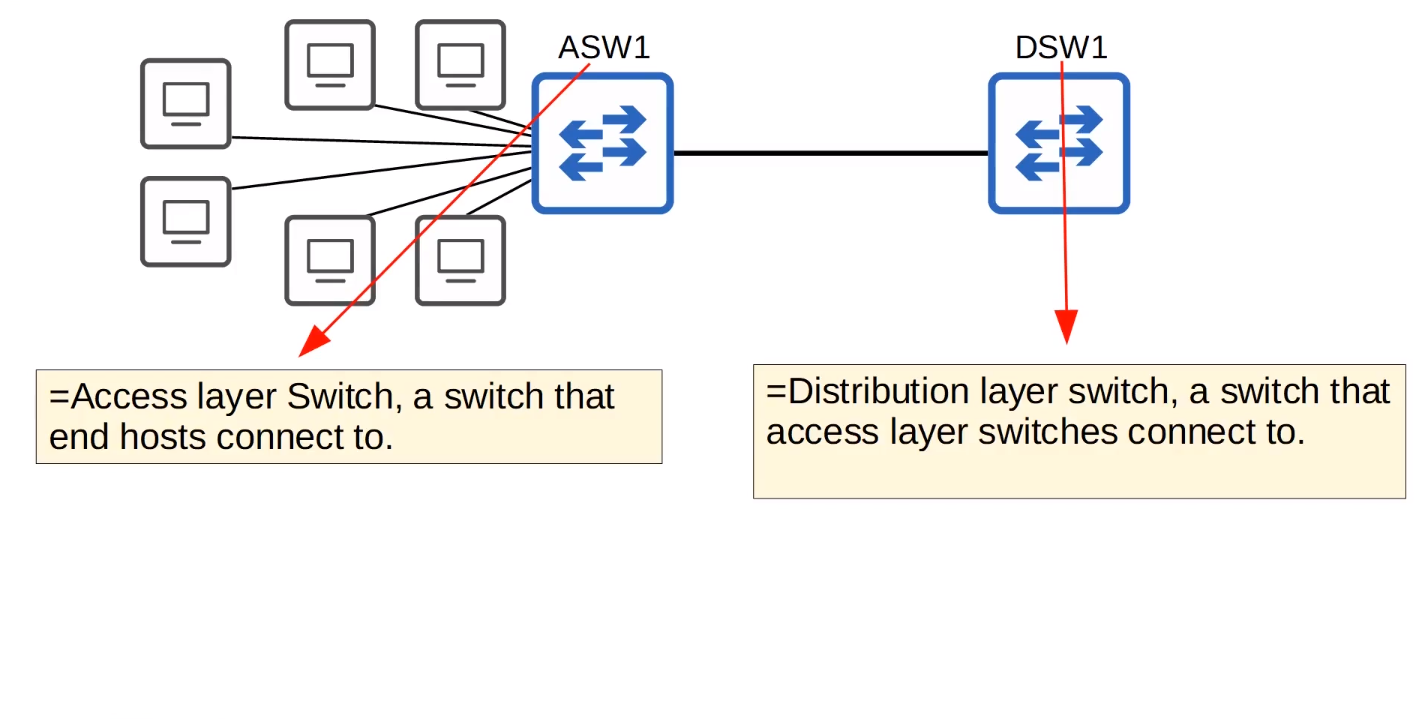 ASW1
DSW1
=Access layer Switch, a switch that
end hosts connect to.
=Distribution layer switch, a switch that
access layer switches connect to.